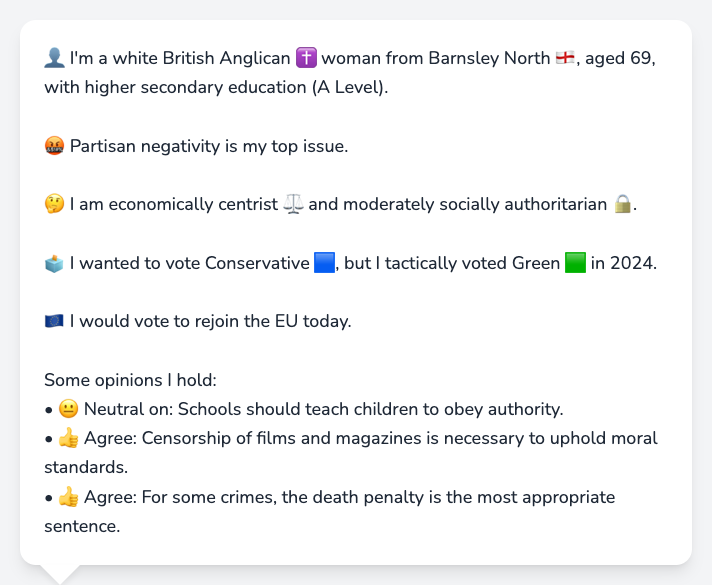 👤 I'm a white British Anglican ✝️ woman from Barnsley North 🏴󠁧󠁢󠁥󠁮󠁧󠁿, aged 69,
with higher secondary education (A Level).
🤬 Partisan negativity is my top issue.
🤔 I am economically centrist ⚖️ and moderately socially authoritarian 🔒.
🗳️ I wanted to vote Conservative 🟦, but I tactically voted Green 🟩 in 2024.
🇪🇺 I would vote to rejoin the EU today.
Some opinions I hold:
• 😐 Neutral on: Schools should teach children to obey authority.
• 👍 Agree: Censorship of films and magazines is necessary to uphold moral
standards.
• 👍 Agree: For some crimes, the death penalty is the most appropriate
sentence.